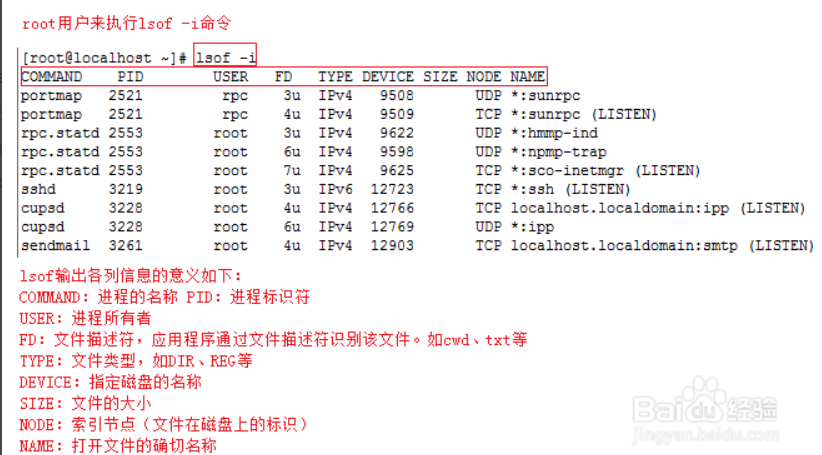 root用户来执行lsof -i命令
[root@localhost ~]# lsof -i
COMMAND PID USER FD TYPE DEVICE SIZE NODE NAME
portmap 2521 rpc 3u IPv4 9508 UDP *:sunrpc
portmap 2521 rpc 4u IPv4 9509 TCP *:sunrpc (LISTEN)
rpc.statd 2553 root 3u IPv4 9622 UDP *:hmmp-ind
rpc.statd 2553 root 6u IPv4 9598 UDP *:npmp-trap
rpc.statd 2553 root 7u IPv4 9625 TCP *:sco-inetmgr (LISTEN)
sshd 3219 root 3u IPv6 12723 TCP *:ssh (LISTEN)
cupsd 3228 root 4u IPv4 12766 TCP localhost.localdomain:ipp (LISTEN)
cupsd 3228 root 6u IPv4 12769 UDP *:ipp
sendmail 3261 root 4u IPv4 12903 TCP localhost.localdomain:smtp (LISTEN)
lsof输出各列信息的意义如下:
COMMAND: 进程的名称 PID: 进程标识符
USER: 进程所有者
FD: 文件描述符，应用程序通过文件描述符识别该文件。如cwd、txt等
TYPE: 文件类型，如DIR、REG等
DEVICE: 指定磁盘的名称
SIZE: 文件的大小
NODE: 索引节点（文件在磁盘上的标识）
NAME: 打开文件的确切名称
Baidu经验
jingyan.baidu.com